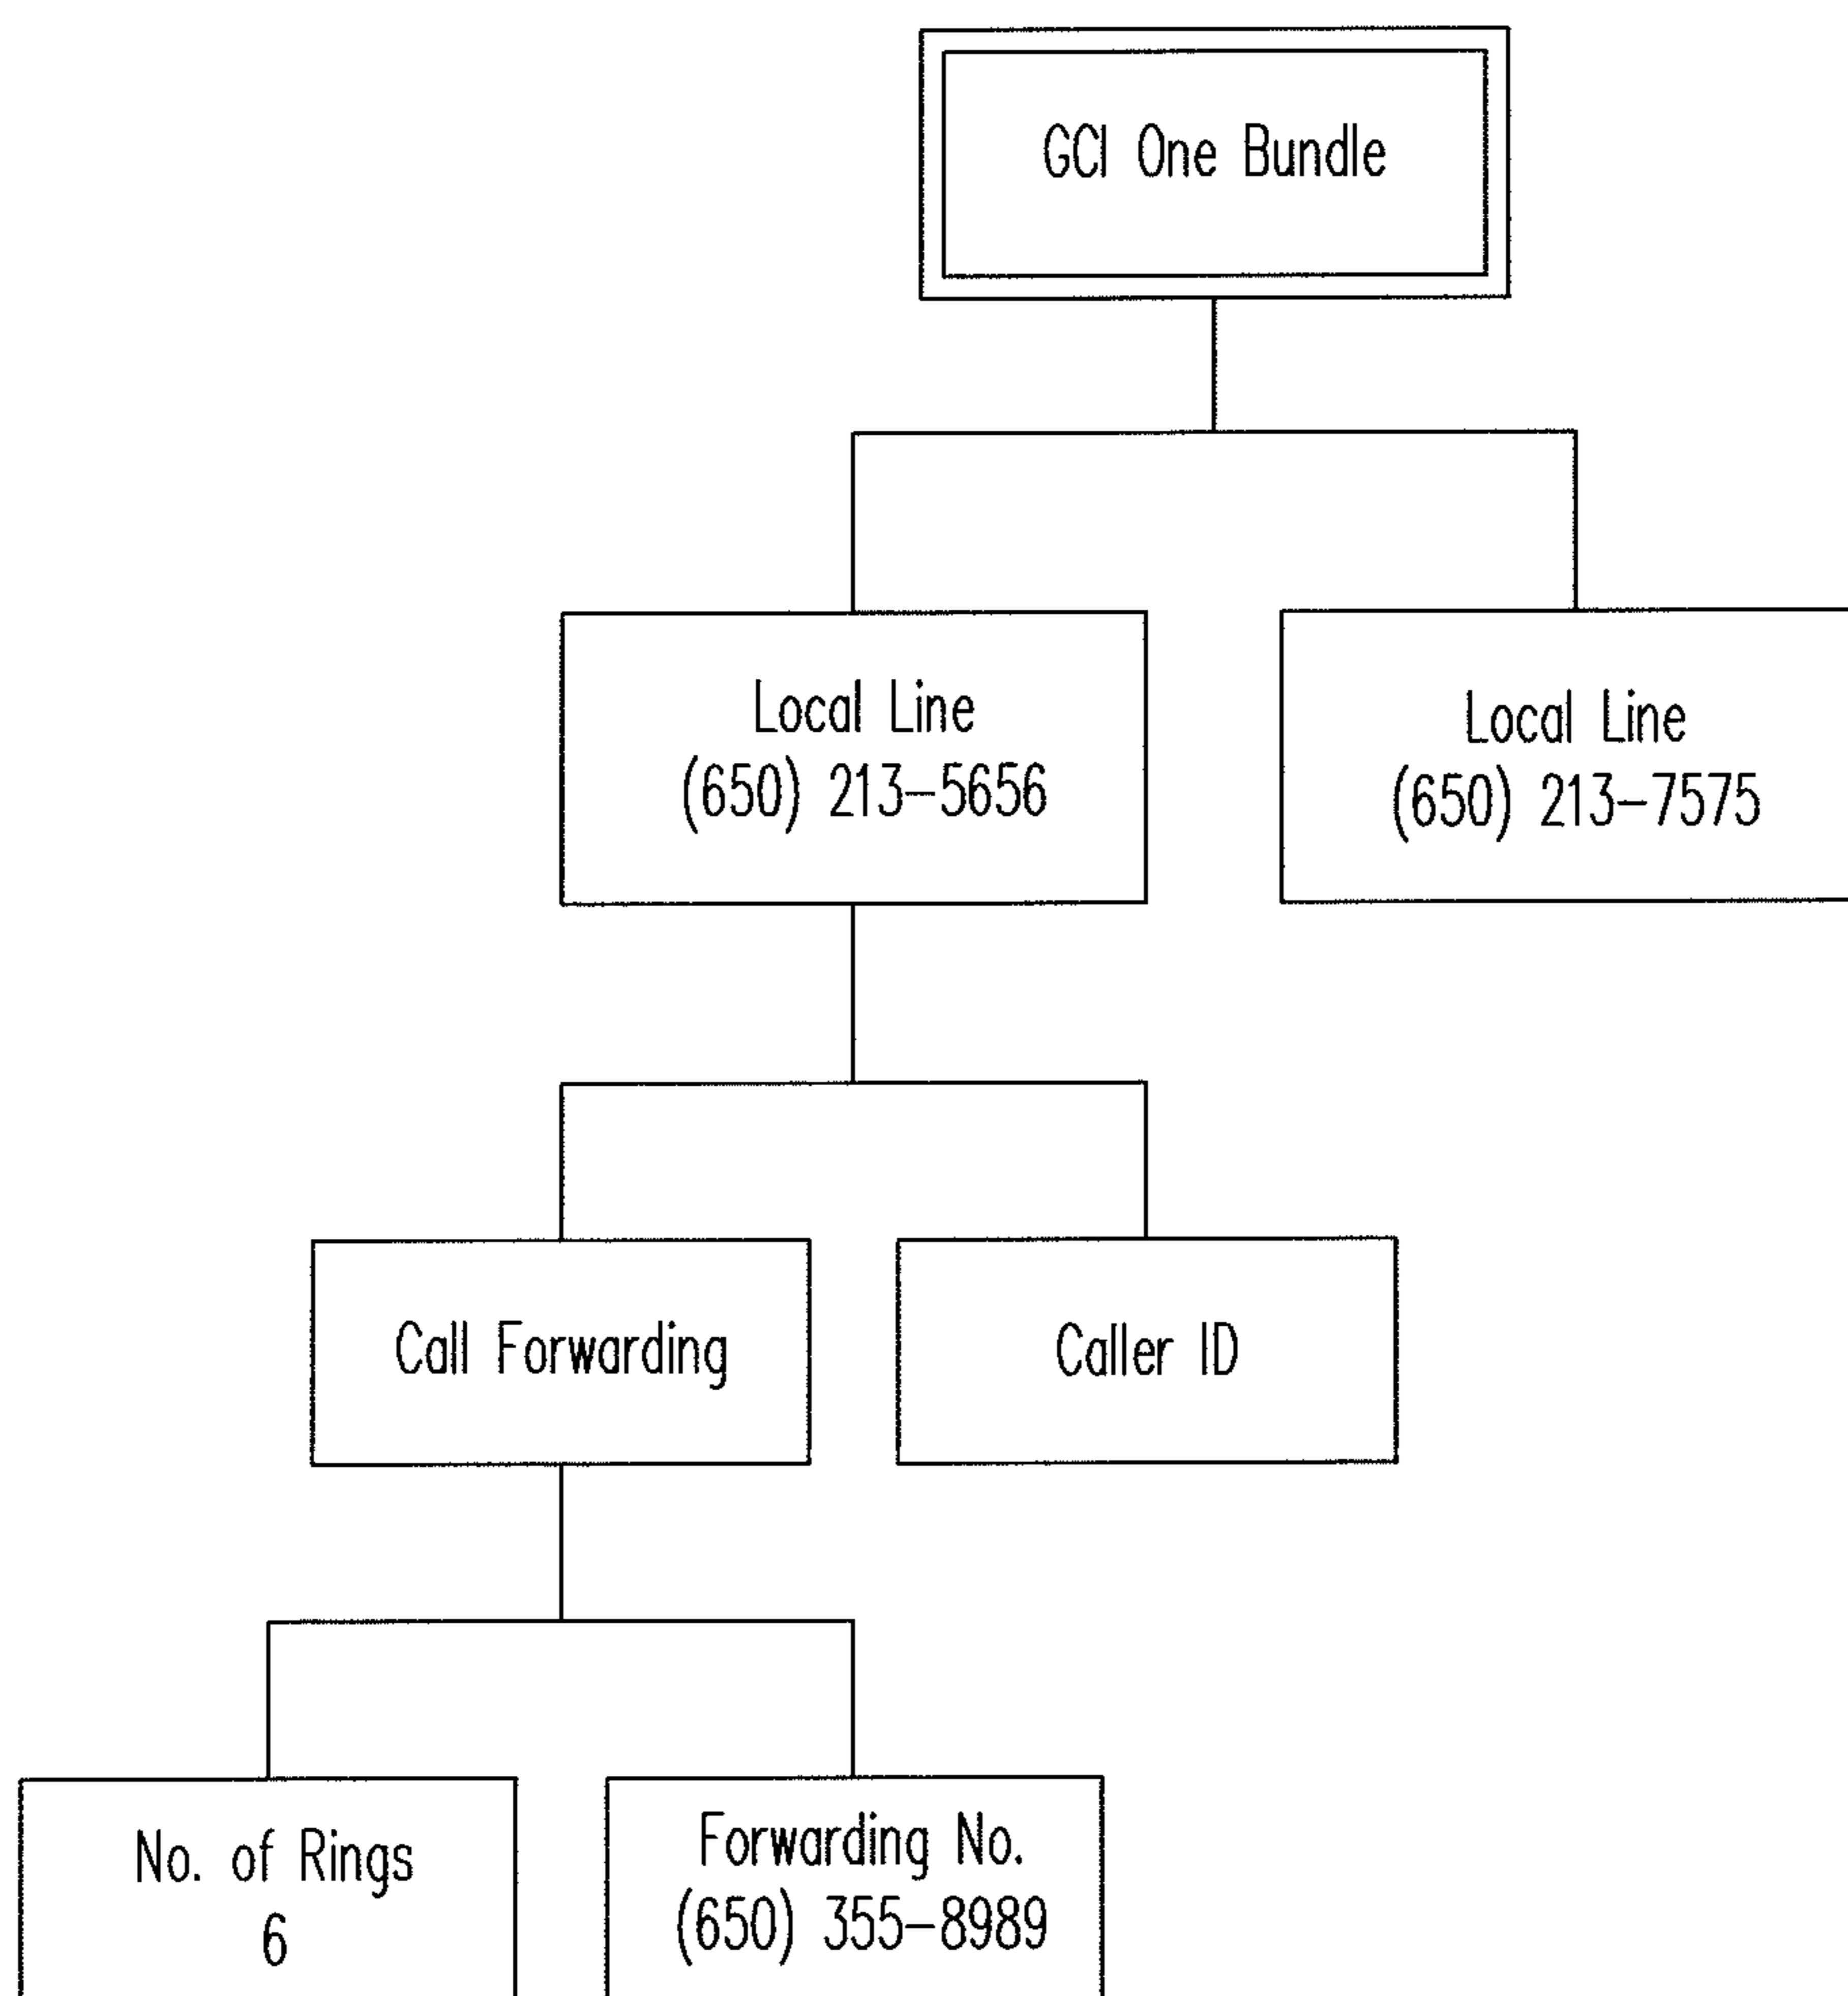 GCI One Bundle
Local Line
(650) 213-5656
Local Line
(650) 213-7575
Call Forwarding
Caller ID
No. of Rings
6
Forwarding No.
(650) 355-8989